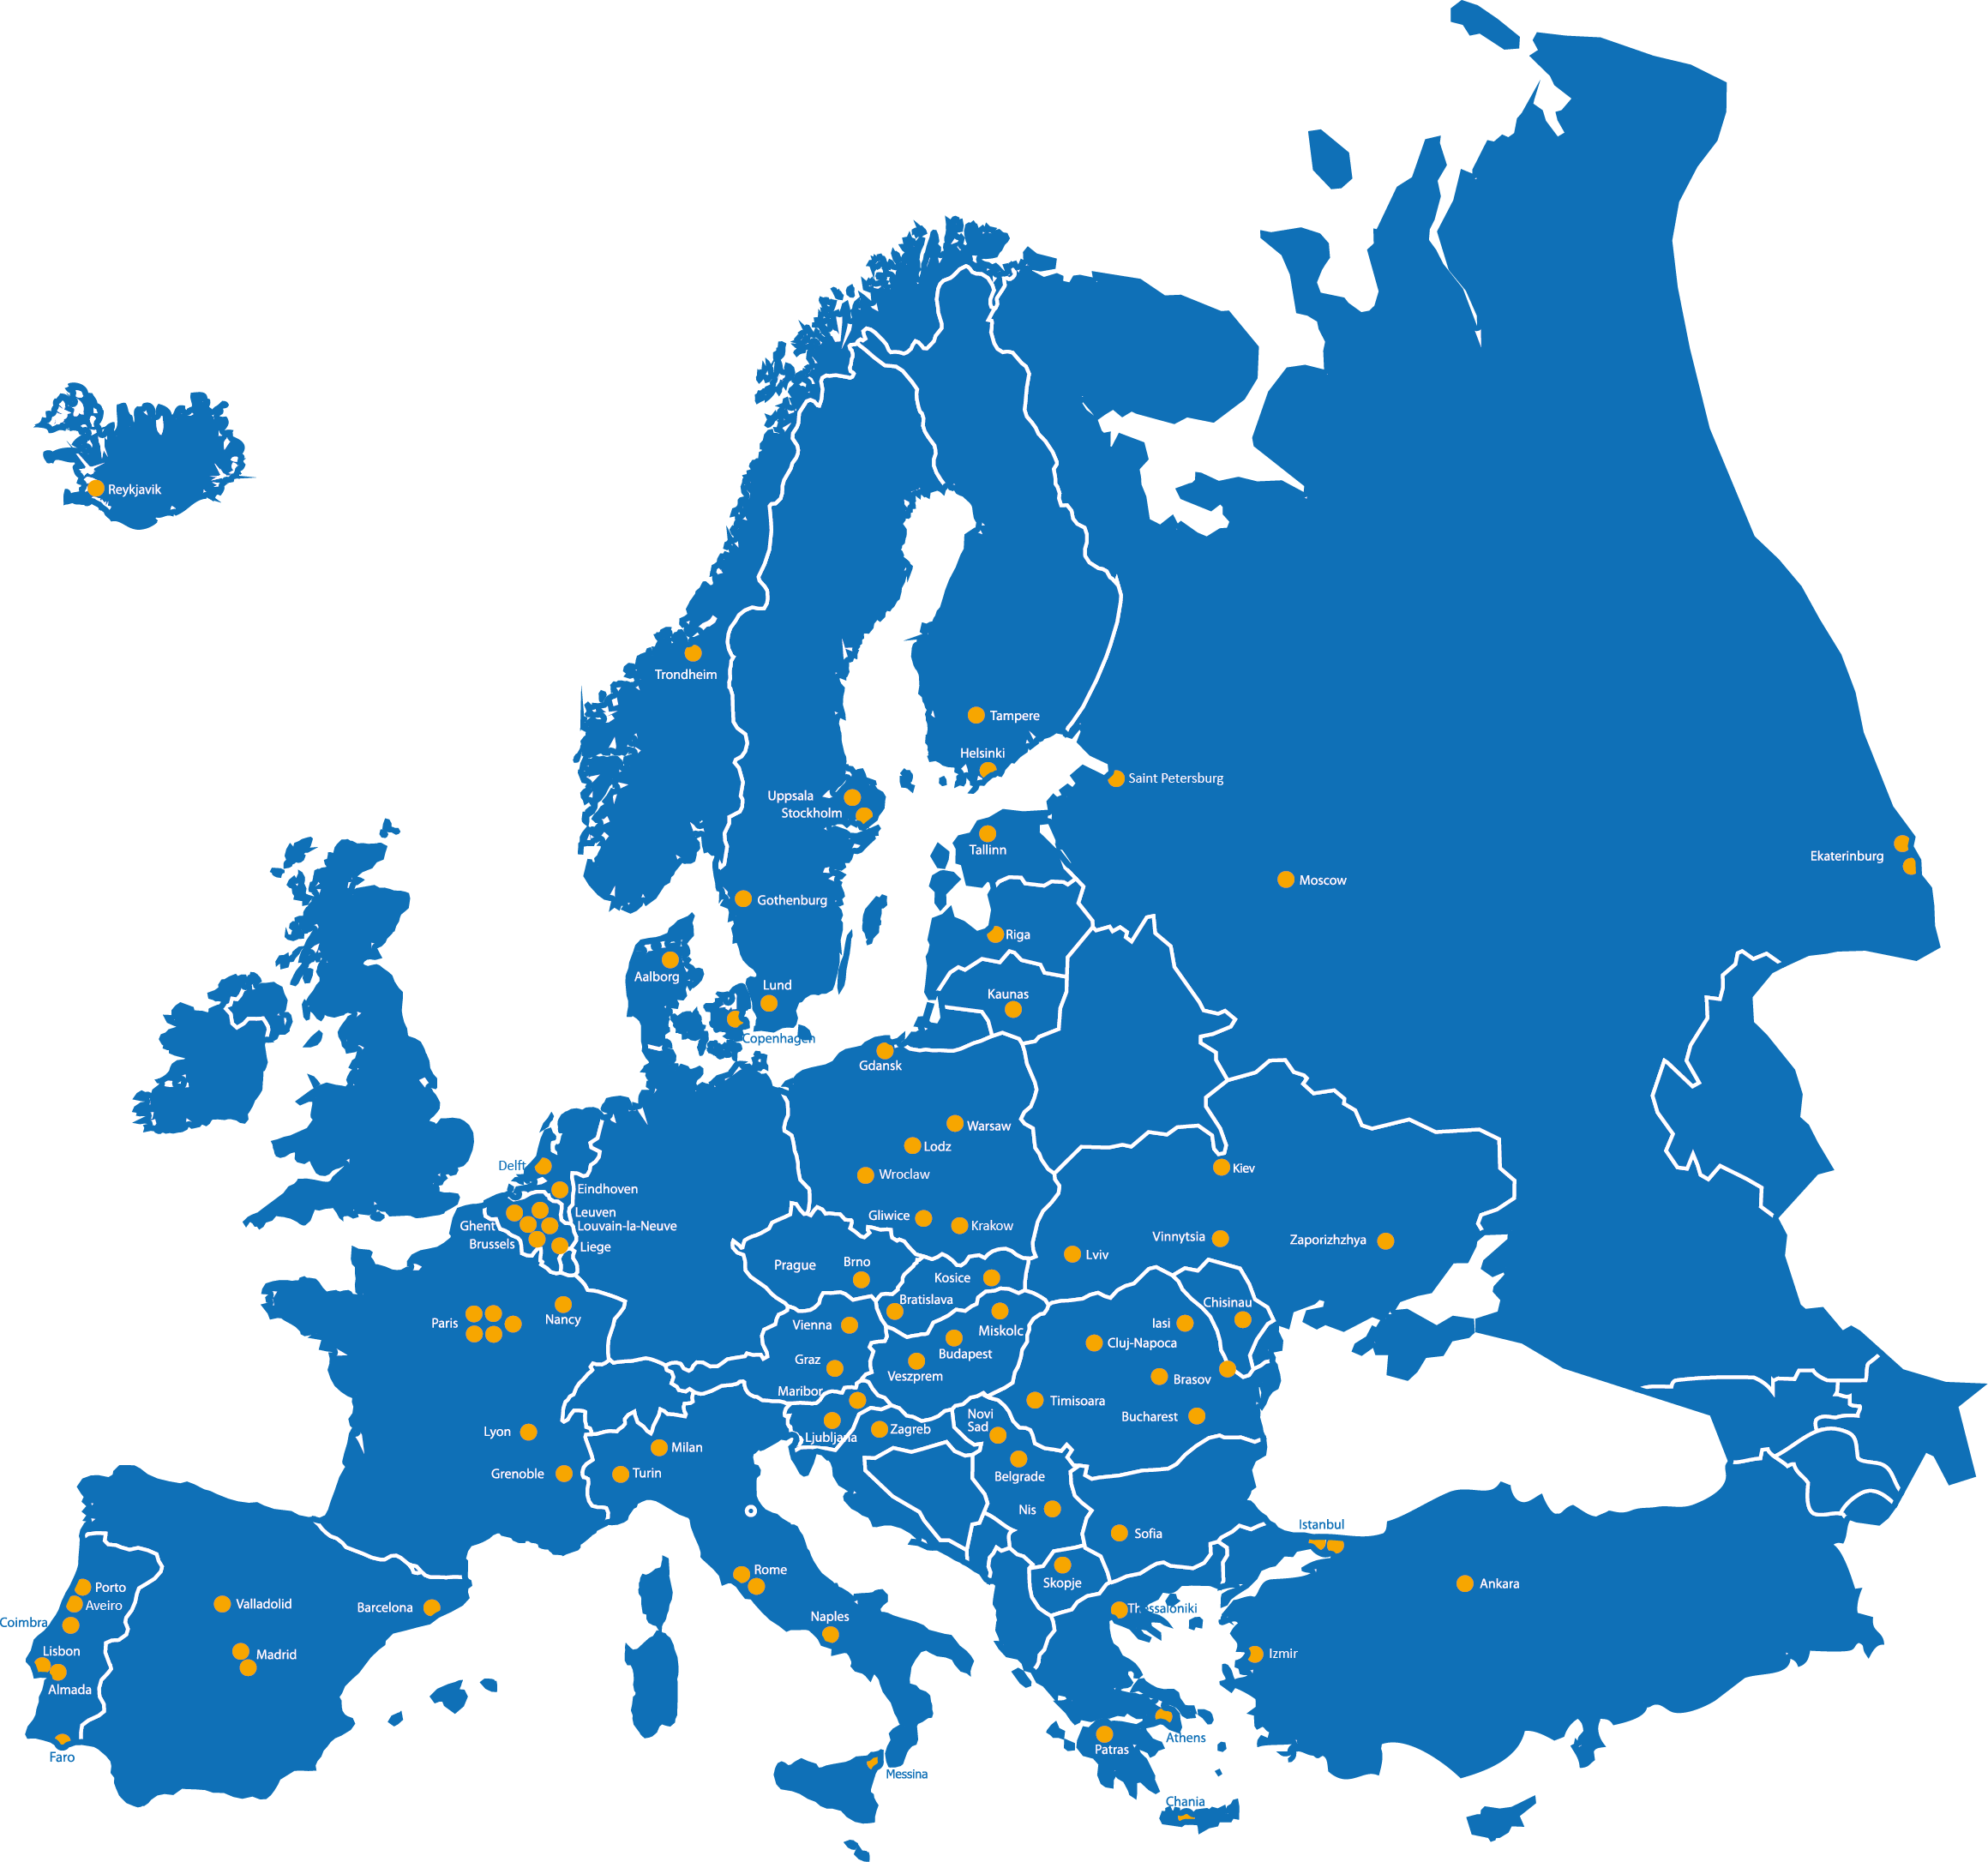 Reykjavik
Trondheim
Tampere
Helsinki
Saint Petersburg
Uppsala
Stockholm
Tallinn
Ekaterinburg
Moscow
Gothenburg
Riga
Aalborg
Lund
Kaunas
Copenhagen
Gdansk
Warsaw
Lodz
Delft
Wroclaw
Kiev
Eindhoven
Leuven
Gliwice
Ghent
Louvain-la-Neuve
Krakow
Vinnytsia
Zaporizhzhya
Brussels
Liege
Lviv
Prague
Brno
Kosice
Bratislava
Chisinau
Nancy
Paris
Vienna
Miskolc
Iasi
Cluj-Napoca
Budapest
Graz
Veszprem
Brasov
Maribor
Timisoara
Novi
Sad
Bucharest
Lyon
Ljubljana
Zagreb
Milan
Grenoble
Turin
Belgrade
Nis
Istanbul
Sofia
Rome
Skopje
Ankara
Porto
Aveiro
Valladolid
Barcelona
Thessaloniki
Naples
Coimbra
Lisbon
Madrid
Izmir
Almada
Athens
Patras
Faro
Messina
Chania